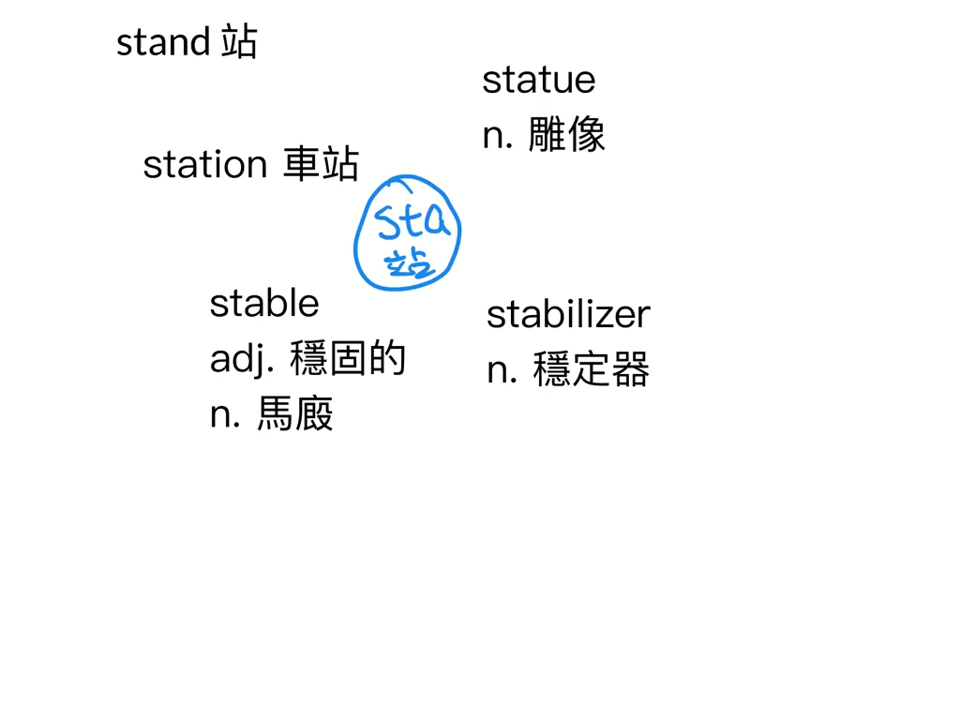 stand 站
statue
n. 雕像
station 車站
sta
站
stable
adj. 穩固的
n. 馬廄
stabilizer
n. 穩定器